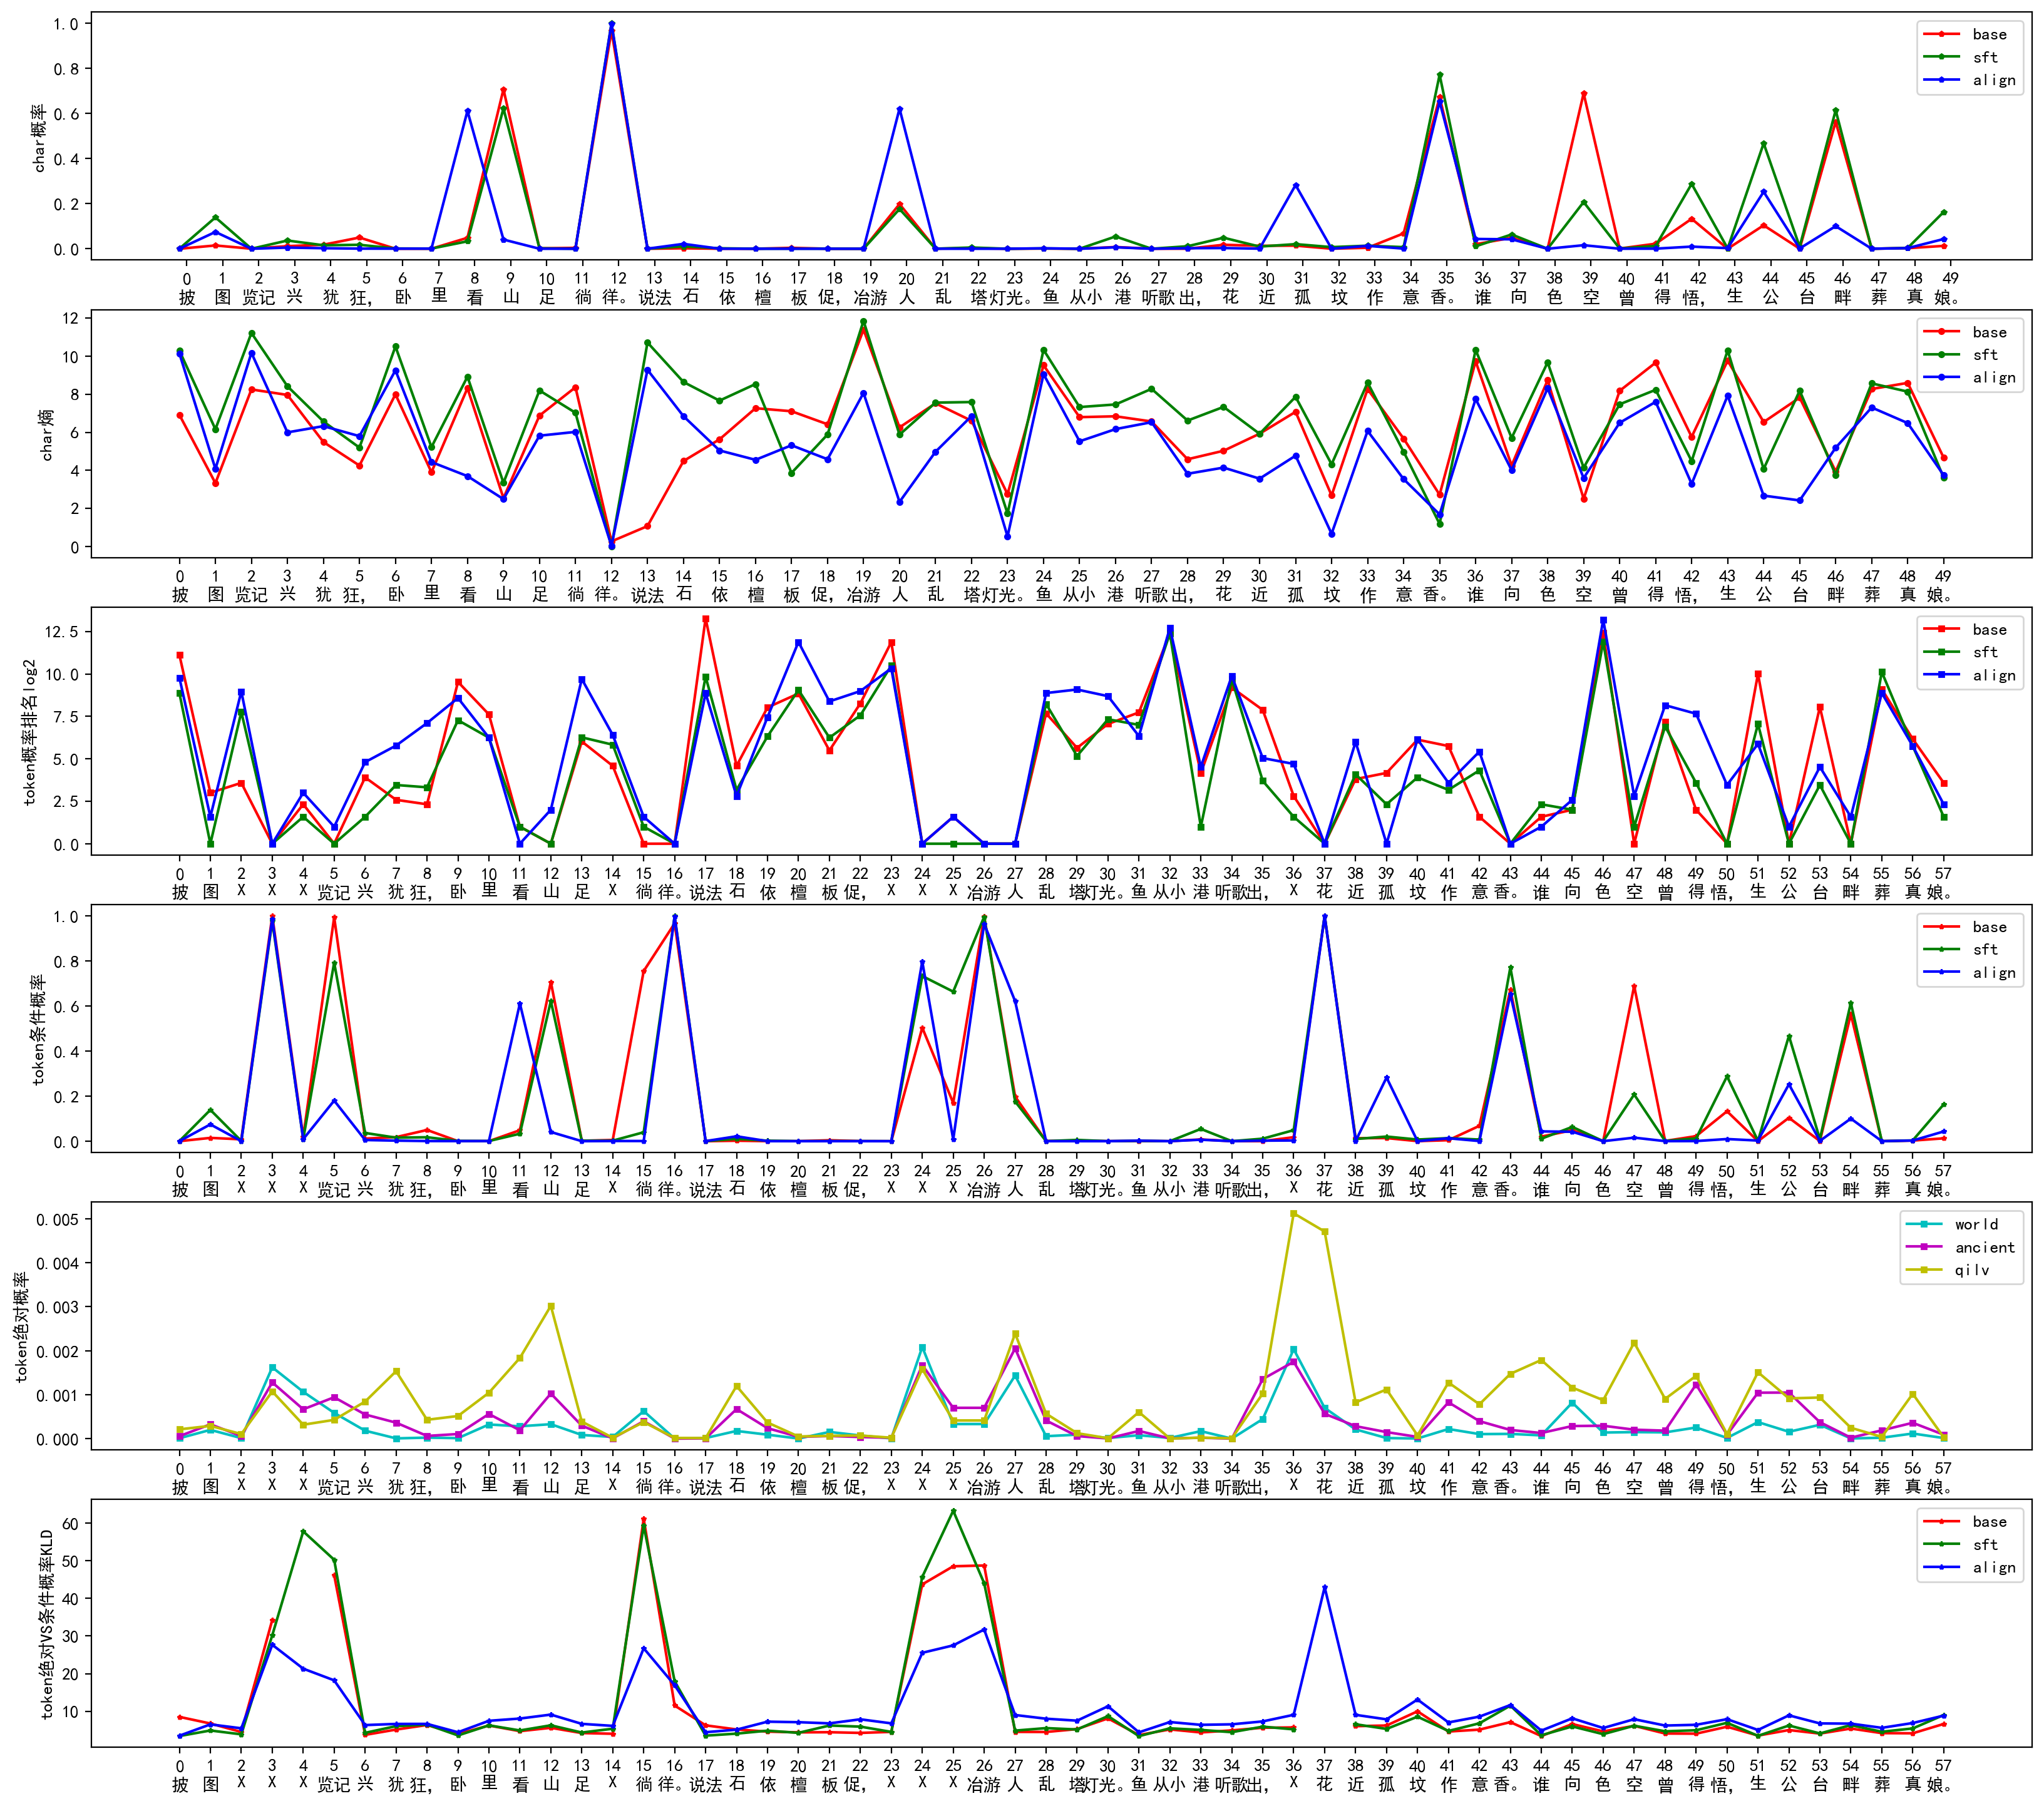 char概率
1.0
0.8
0.6
0.4
0.2
0.0
base
sft
align
0 1 2 3 4 5 6 7 8 9 10 11 12 13 14 15 16 17 18 19 20 21 22 23 24 25 26 27 28 29 30 31 32 33 34 35 36 37 38 39 40 41 42 43 44 45 46 47 48 49
披 图 览记 兴 犹 狂， 卧 里 看 山 足 徜 徉。 说法 石 依 檀 板 促， 冶游 人 乱 塔 灯光。 鱼 从小 港 听歌 出， 花 近 孤 坟 作 意 香。 谁 向 色 空 曾 得 悟， 生 公 台 畔 葬 真 娘。
char熵
12
10
8
6
4
2
0
base
sft
align
0 1 2 3 4 5 6 7 8 9 10 11 12 13 14 15 16 17 18 19 20 21 22 23 24 25 26 27 28 29 30 31 32 33 34 35 36 37 38 39 40 41 42 43 44 45 46 47 48 49
披 图 览记 兴 犹 狂， 卧 里 看 山 足 徜 徉。 说法 石 依 檀 板 促， 冶游 人 乱 塔 灯光。 鱼 从小 港 听歌 出， 花 近 孤 坟 作 意 香。 谁 向 色 空 曾 得 悟， 生 公 台 畔 葬 真 娘。
token概率排名log2
12.5
10.0
7.5
5.0
2.5
0.0
base
sft
align
0 1 2 3 4 5 6 7 8 9 10 11 12 13 14 15 16 17 18 19 20 21 22 23 24 25 26 27 28 29 30 31 32 33 34 35 36 37 38 39 40 41 42 43 44 45 46 47 48 49 50 51 52 53 54 55 56 57
披 图 X X X 览记 兴 犹 狂， 卧 里 看 山 足 X 徜 徉。 说法 石 依 檀 板 促， X X X 冶游 人 乱 塔 灯光。 鱼 从小 港 听歌 出， X 花 近 孤 坟 作 意 香。 谁 向 色 空 曾 得 悟， 生 公 台 畔 葬 真 娘。
token条件概率
1.0
0.8
0.6
0.4
0.2
0.0
base
sft
align
0 1 2 3 4 5 6 7 8 9 10 11 12 13 14 15 16 17 18 19 20 21 22 23 24 25 26 27 28 29 30 31 32 33 34 35 36 37 38 39 40 41 42 43 44 45 46 47 48 49 50 51 52 53 54 55 56 57
披 图 X X X 览记 兴 犹 狂， 卧 里 看 山 足 X 徜 徉。 说法 石 依 檀 板 促， X X X 冶游 人 乱 塔 灯光。 鱼 从小 港 听歌 出， X 花 近 孤 坟 作 意 香。 谁 向 色 空 曾 得 悟， 生 公 台 畔 葬 真 娘。
token绝对概率
0.005
0.004
0.003
0.002
0.001
0.000
world
ancient
qilv
0 1 2 3 4 5 6 7 8 9 10 11 12 13 14 15 16 17 18 19 20 21 22 23 24 25 26 27 28 29 30 31 32 33 34 35 36 37 38 39 40 41 42 43 44 45 46 47 48 49 50 51 52 53 54 55 56 57
披 图 X X X 览记 兴 犹 狂， 卧 里 看 山 足 X 徜 徉。 说法 石 依 檀 板 促， X X X 冶游 人 乱 塔 灯光。 鱼 从小 港 听歌 出， X 花 近 孤 坟 作 意 香。 谁 向 色 空 曾 得 悟， 生 公 台 畔 葬 真 娘。
token绝对VS条件概率KLD
60
50
40
30
20
10
base
sft
align
0 1 2 3 4 5 6 7 8 9 10 11 12 13 14 15 16 17 18 19 20 21 22 23 24 25 26 27 28 29 30 31 32 33 34 35 36 37 38 39 40 41 42 43 44 45 46 47 48 49 50 51 52 53 54 55 56 57
披 图 X X X 览记 兴 犹 狂， 卧 里 看 山 足 X 徜 徉。 说法 石 依 檀 板 促， X X X 冶游 人 乱 塔 灯光。 鱼 从小 港 听歌 出， X 花 近 孤 坟 作 意 香。 谁 向 色 空 曾 得 悟， 生 公 台 畔 葬 真 娘。